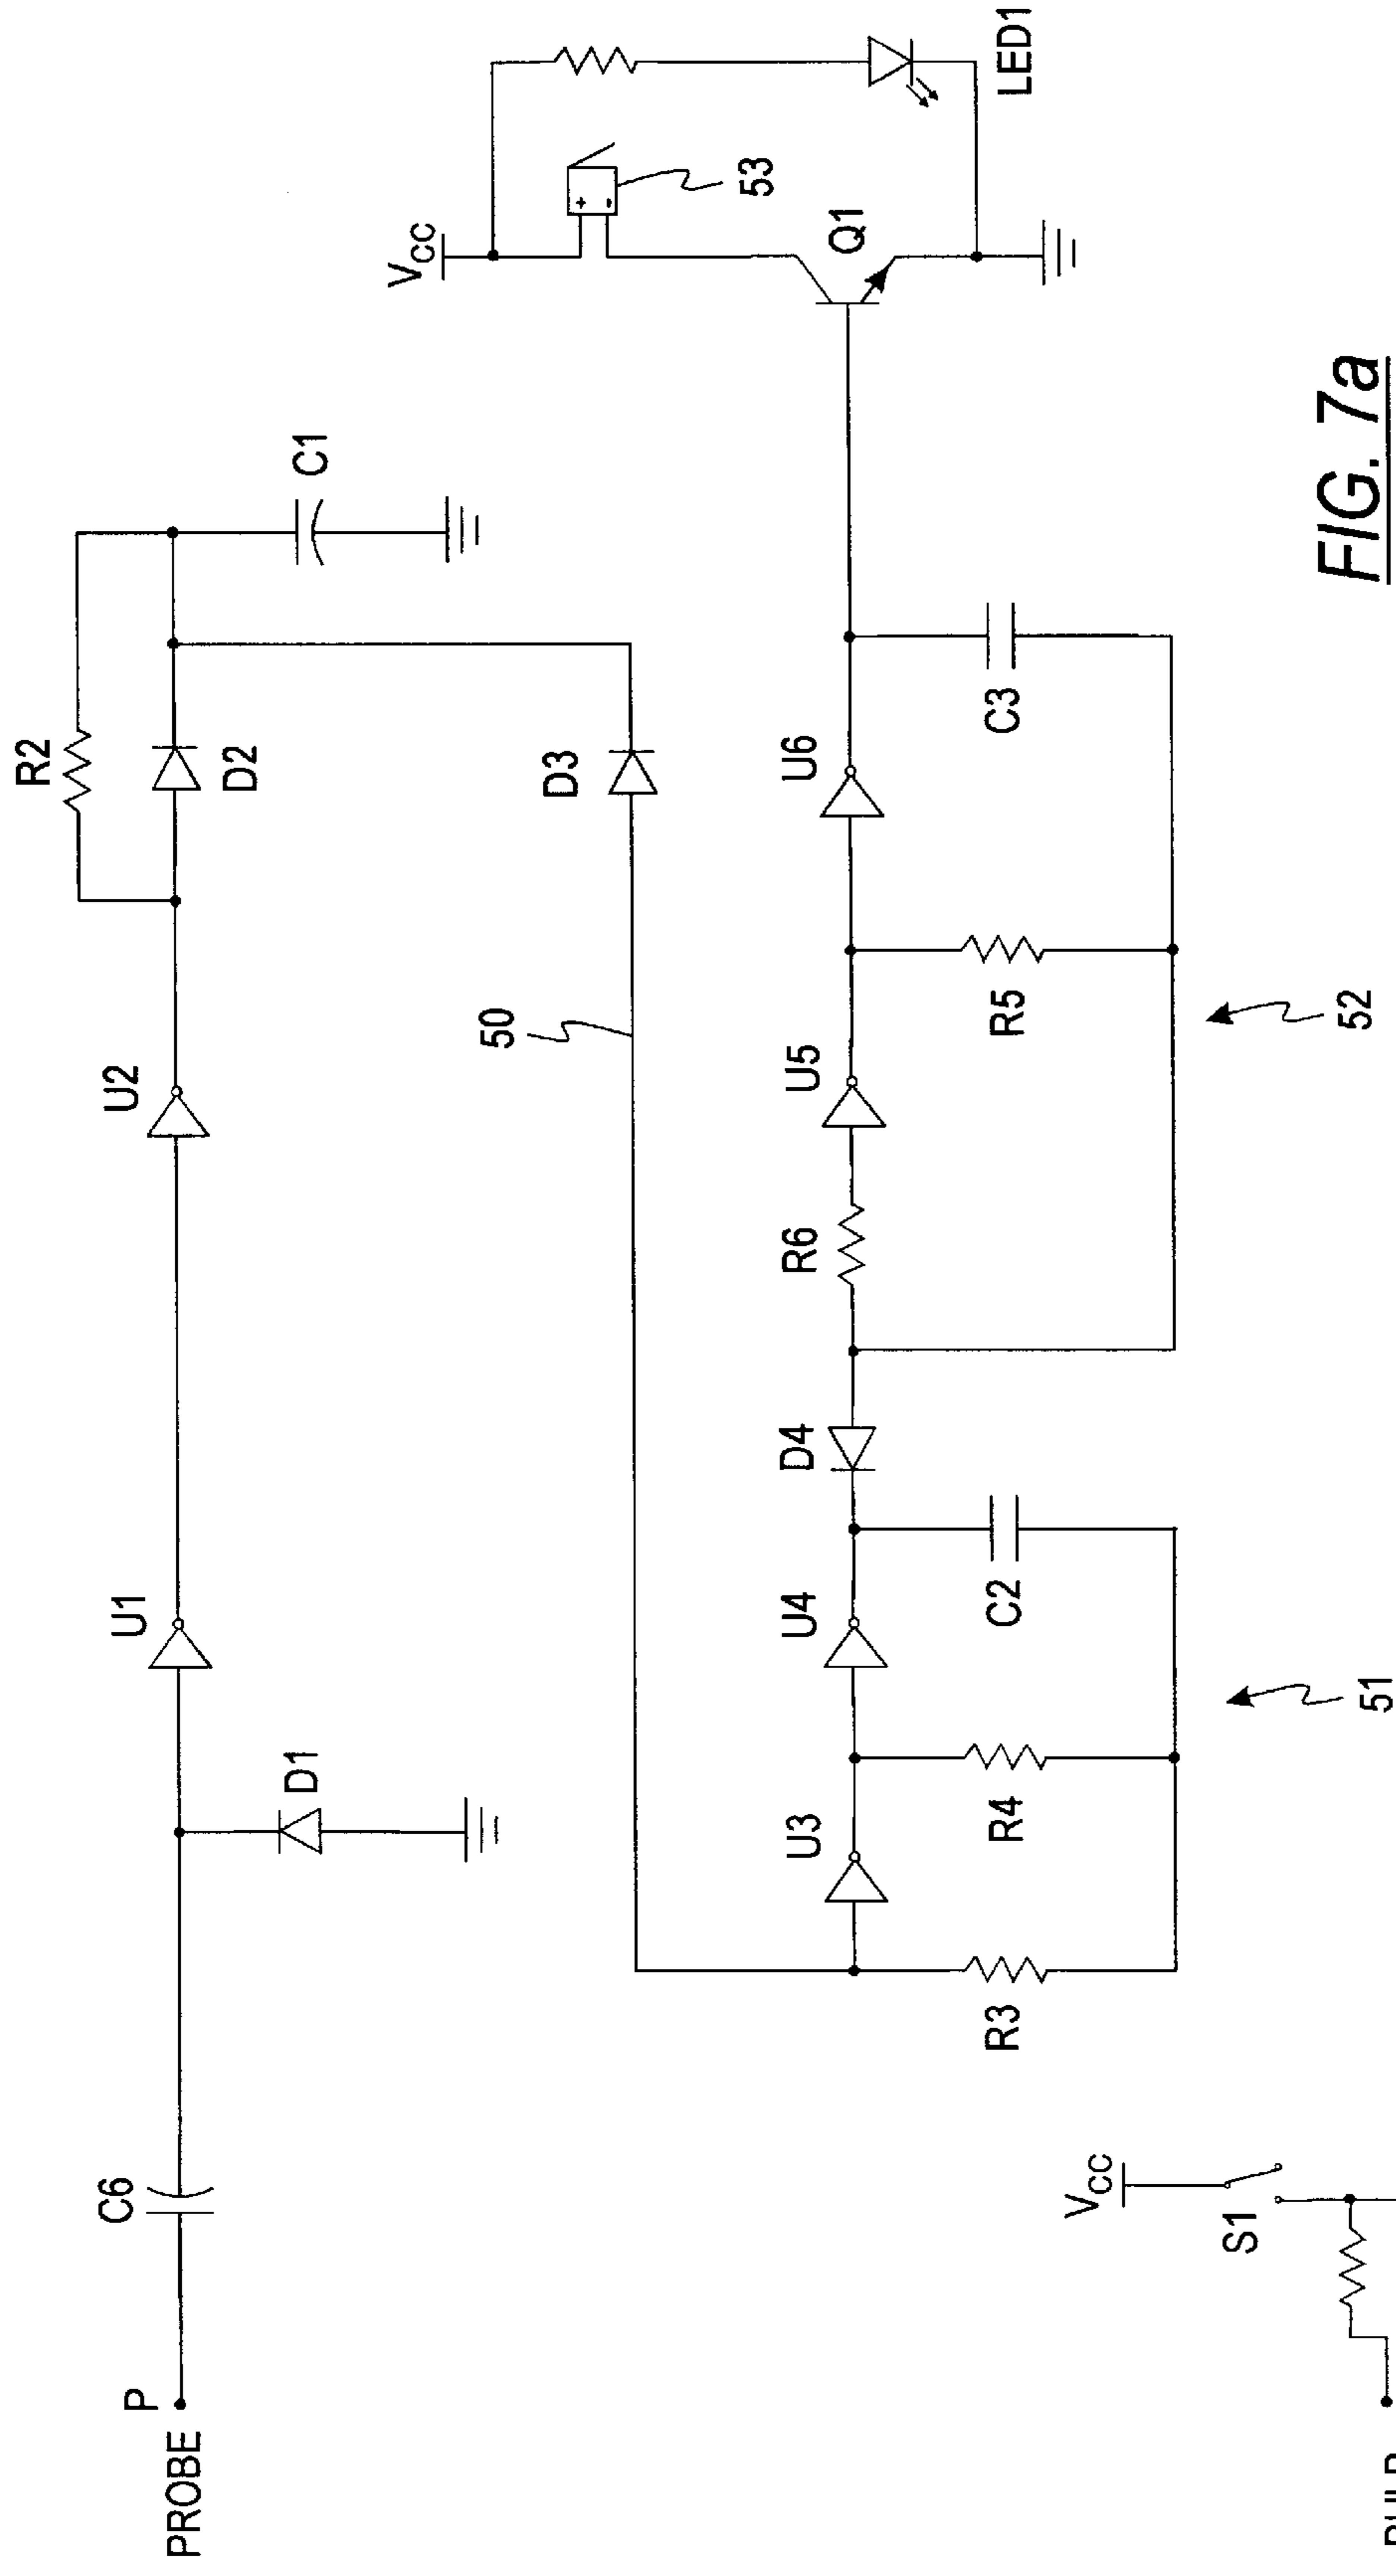 R2
C1
U2
D2
U1
C6
P
PROBE
D1
50
D3
VCC
53
LED1
Q1
U6
U5
R6
D4
U4
U3
C3
R5
C2
R4
R3
52
51
VCC
S1
FIG. 7a